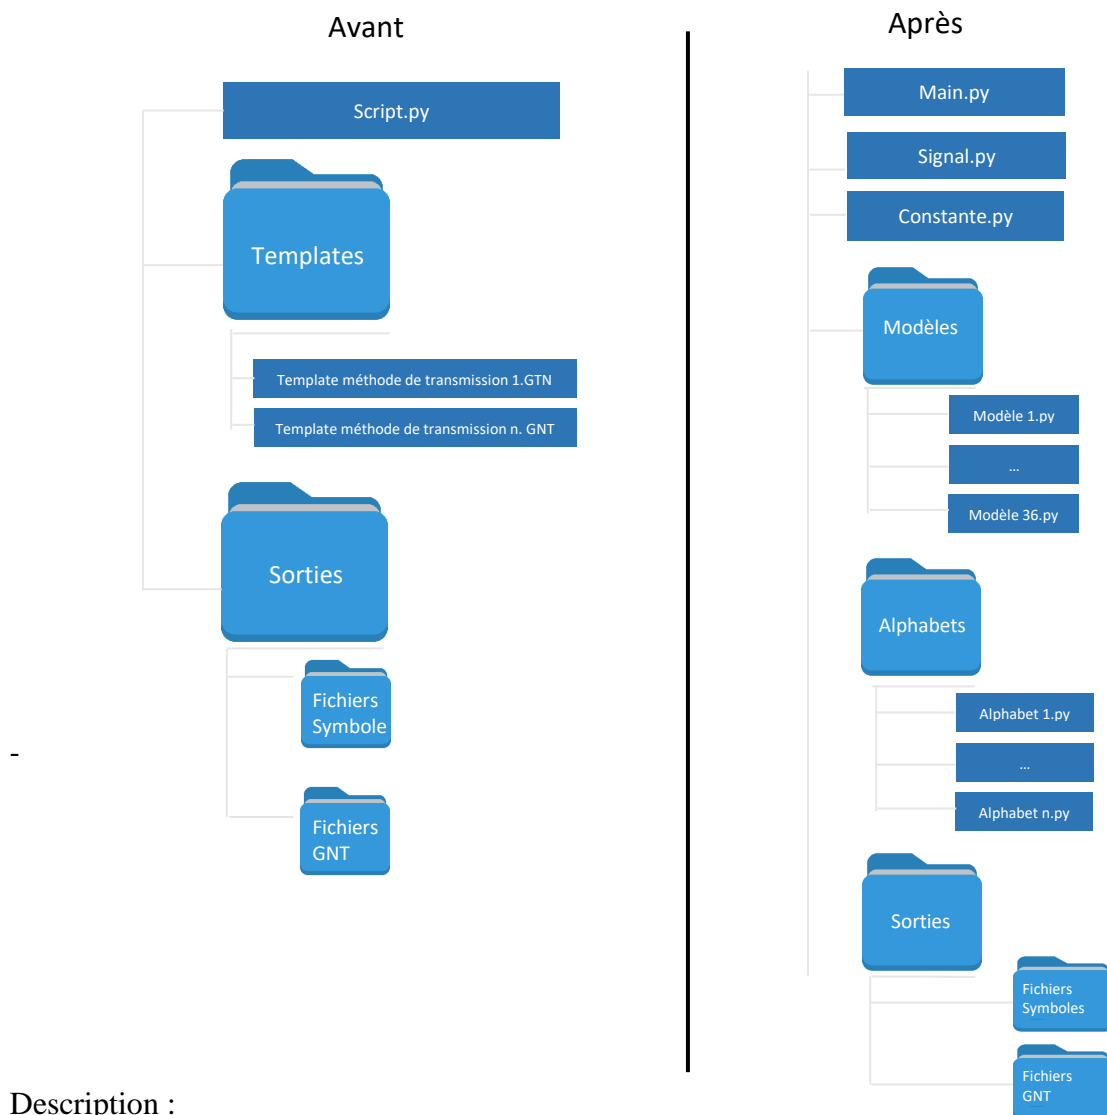 Avant
Script.py
Templates
Template méthode de transmission 1.GTN
Template méthode de transmission n. GNT
Sorties
Fichiers
Symbole
Fichiers
GNT
-
Après
Main.py
Signal.py
Constante.py
Modèles
Modèle 1.py
...
Modèle 36.py
Alphabets
Alphabet 1.py
...
Alphabet n.py
Sorties
Fichiers
Symboles
Fichiers
GNT
Description :